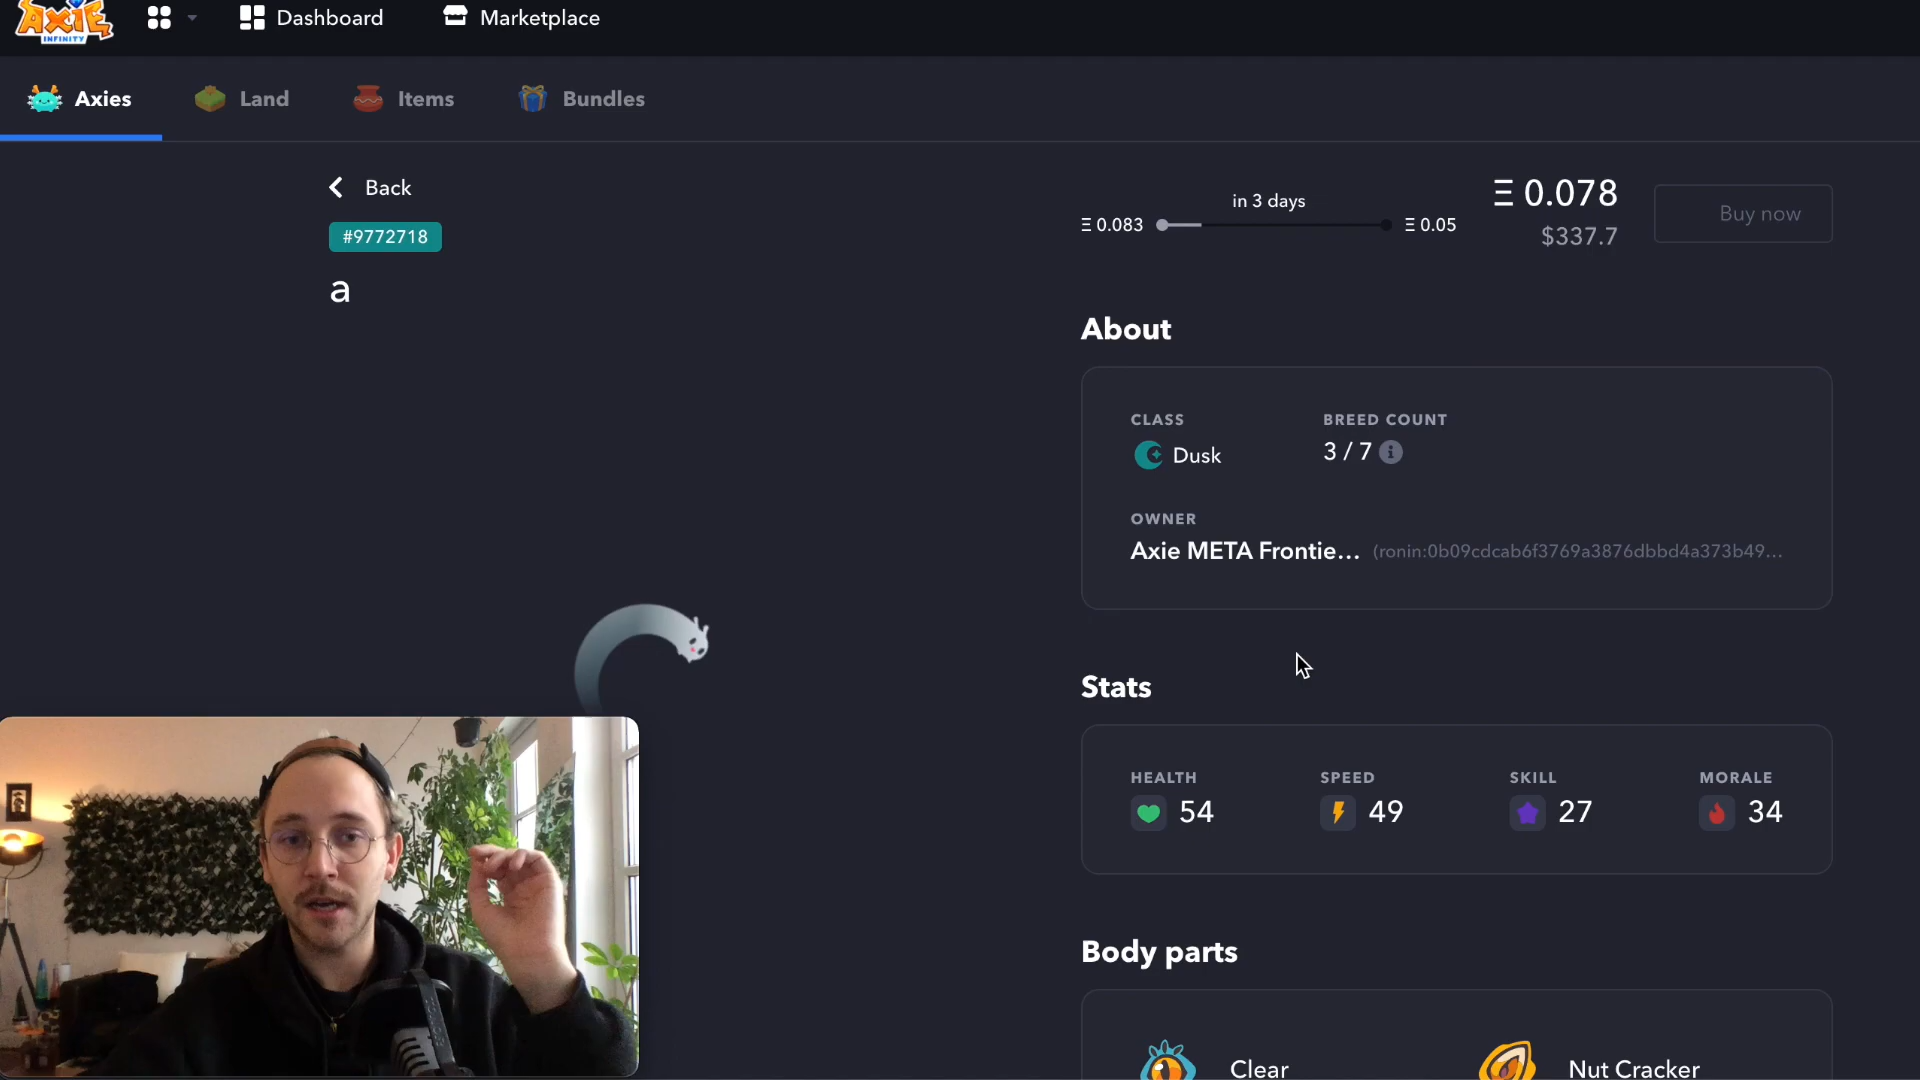 AXIE
INFINITY
Dashboard
Marketplace
Axies
Land
Items
Bundles
Back
#9772718
a
in 3 days
Ξ 0.083
Ξ 0.05
Ξ 0.078
$337.7
Buy now
About
CLASS
BREED COUNT
Dusk
3 / 7
OWNER
Axie META Frontie...
(ronin:0b09cdcab6f3769a3876dbbd4a373b49...
Stats
HEALTH
SPEED
SKILL
MORALE
54
49
27
34
Body parts
Clear
Nut Cracker